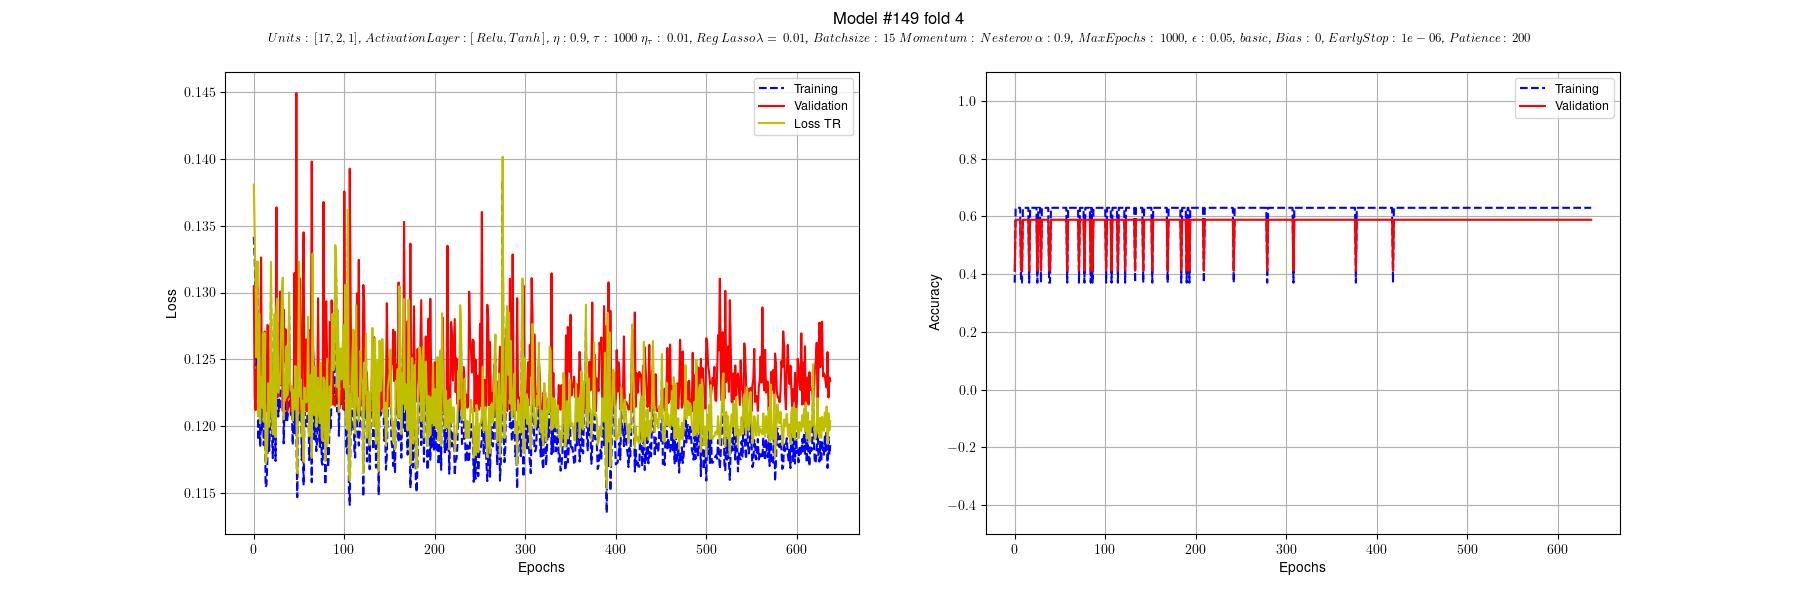 Model #149 fold 4
Units : [17, 2, 1], ActivationLayer : [ Relu, Tanh], η : 0.9, τ : 1000 ητ : 0.01, Reg Lasso λ = 0.01, Batchsize : 15 Momentum : Nesterov α : 0.9, MaxEpochs : 1000, ϵ : 0.05, basic, Bias : 0, EarlyStop : 1e − 06, Patience : 200
Loss
0.145
0.140
0.135
0.130
0.125
0.120
0.115
0 100 200 300 400 500 600
Epochs
Training
Validation
Loss TR
Accuracy
1.0
0.8
0.6
0.4
0.2
0.0
−0.2
−0.4
0 100 200 300 400 500 600
Epochs
Training
Validation